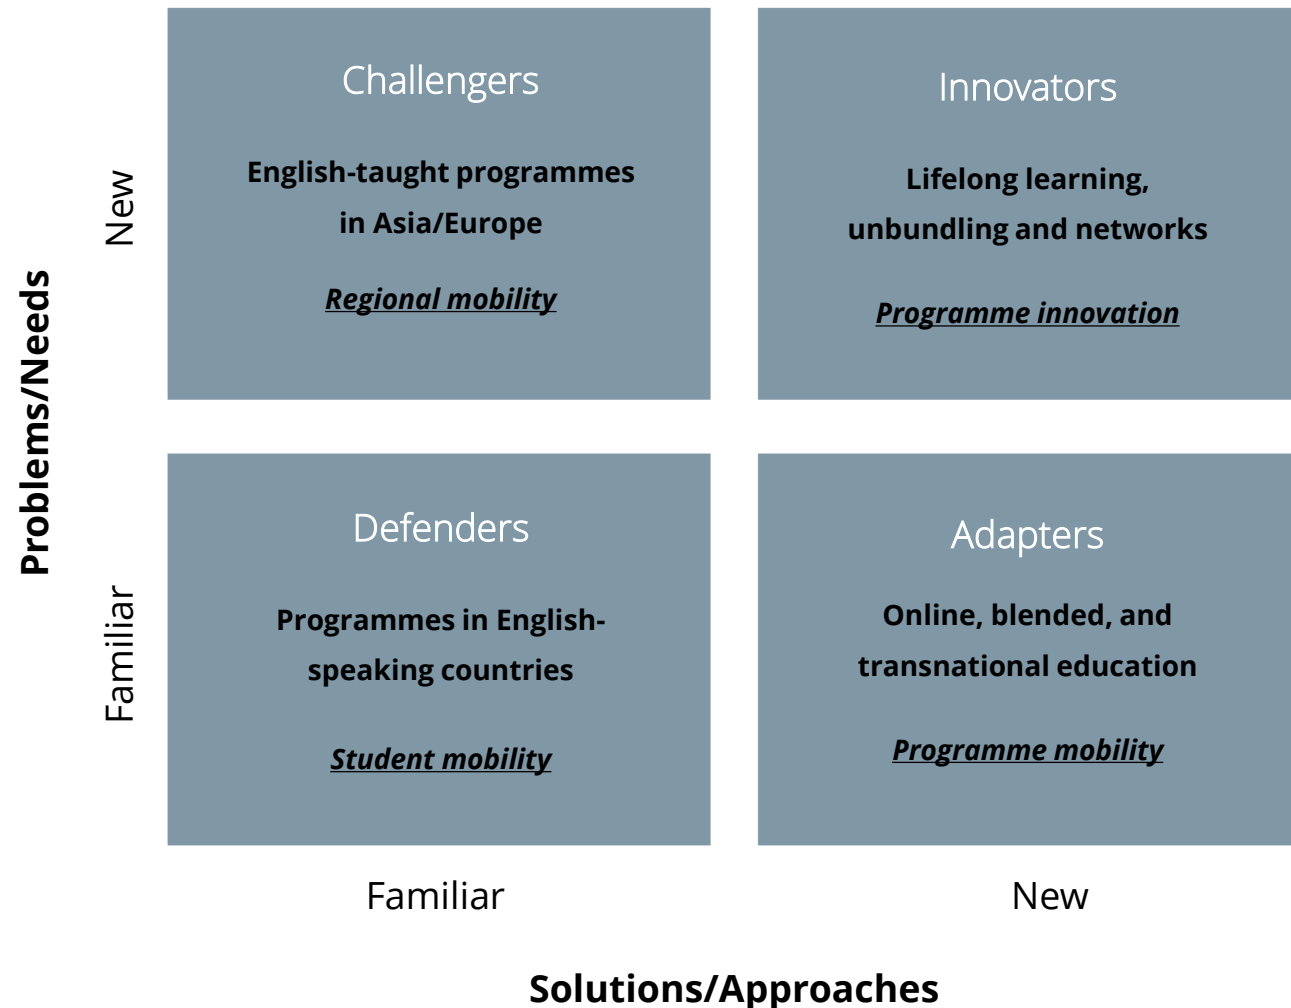 Problems/Needs
New
Challengers
English-taught programmes
in Asia/Europe
Regional mobility
Innovators
Lifelong learning,
unbundling and networks
Programme innovation
Familiar
Defenders
Programmes in English-
speaking countries
Student mobility
Adapters
Online, blended, and
transnational education
Programme mobility
Familiar
New
Solutions/Approaches